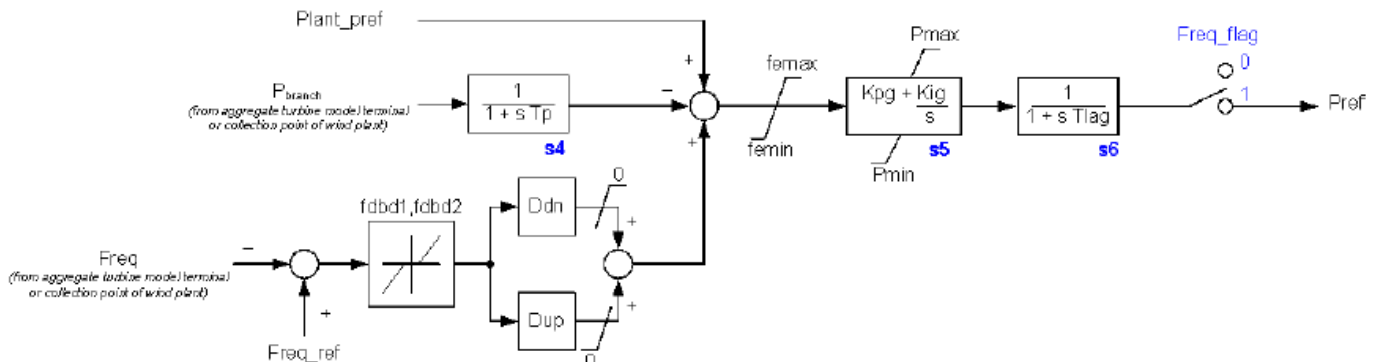 Plant_pref
Pbranch
(from aggregate turbine model terminal
or collection point of wind plant)
1
1 + s Tp
s4
+
−
+
femax
femin
Pmax
Kpg + Kig
s
Pmin
s5
1
1 + s Tlag
s6
Freq_flag
0
1
Pref
fdbd1,fdbd2
Ddn
0
+
Dup
0
+
Freq
(from aggregate turbine model terminal
or collection point of wind plant)
−
+
Freq_ref